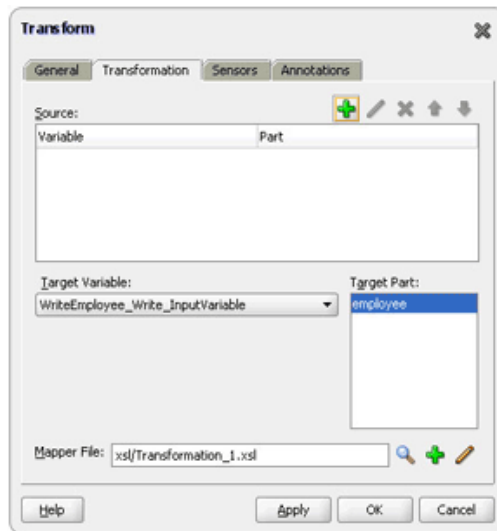 Transform
General Transformation Sensors Annotations
Source:
Variable Part
Target Variable: Target Part:
WriteEmployee_Write_InputVariable employee
Mapper File: xsl/Transformation_1.xsl
Help Apply OK Cancel